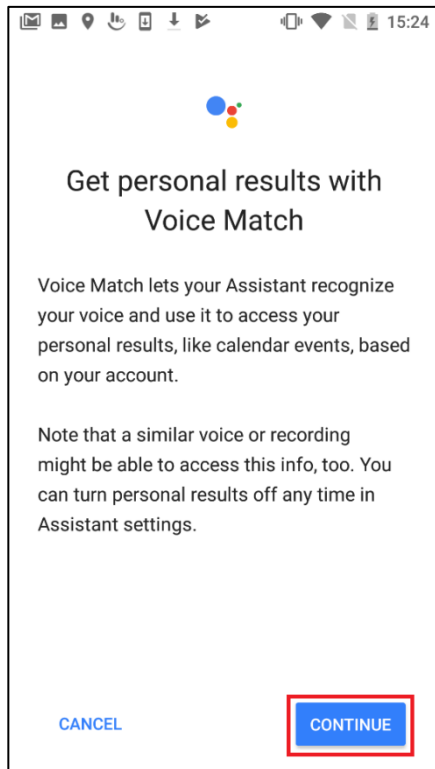 15:24
Get personal results with
Voice Match
Voice Match lets your Assistant recognize
your voice and use it to access your
personal results, like calendar events, based
on your account.
Note that a similar voice or recording
might be able to access this info, too. You
can turn personal results off any time in
Assistant settings.
CANCEL
CONTINUE